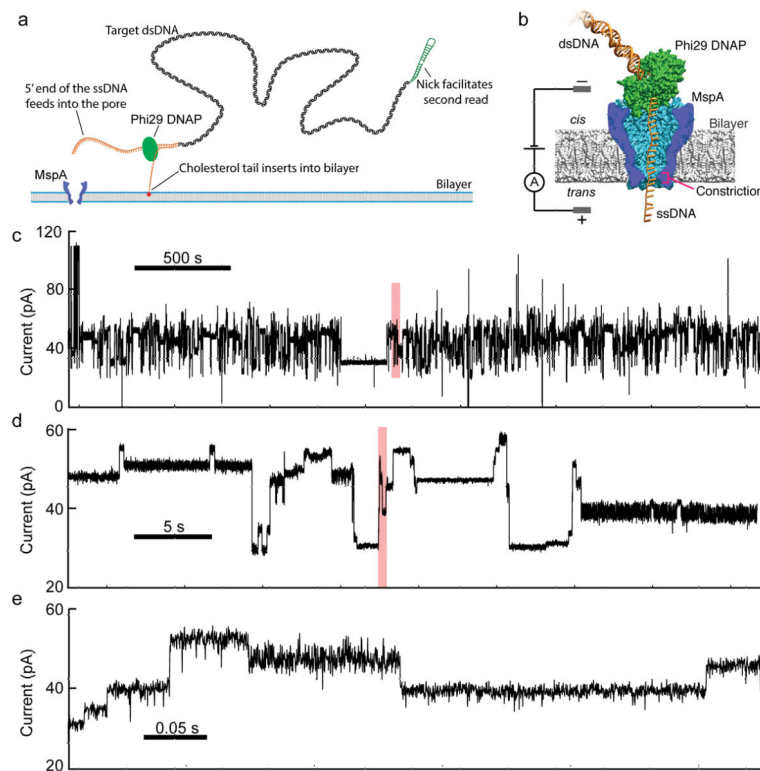 a
Target dsDNA
5′ end of the ssDNA
feeds into the pore
Phi29 DNAP
Nick facilitates
second read
MspA
Cholesterol tail inserts into bilayer
Bilayer
b
dsDNA
Phi29 DNAP
−
MspA
cis
Bilayer
A
trans
Constriction
+
ssDNA
c
120
500 s
80
40
0
Current (pA)
d
60
40
20
Current (pA)
5 s
e
60
40
20
Current (pA)
0.05 s